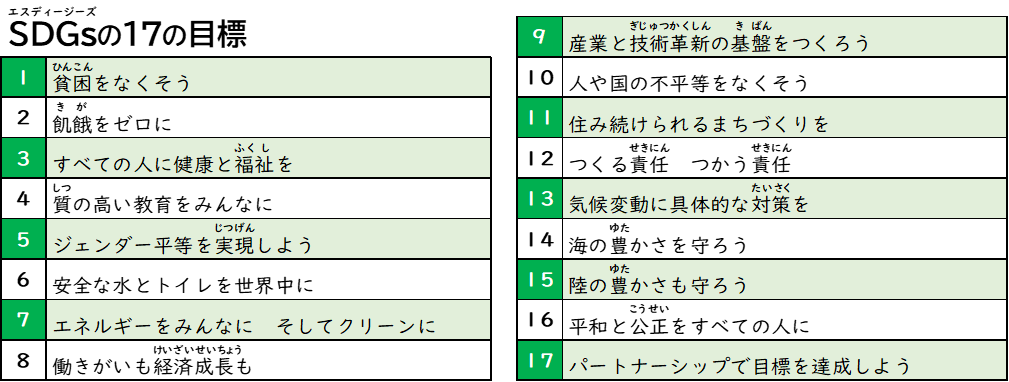 エスディージーズ
SDGsの17の目標
1 貧困をなくそう
ひんこん
2 飢餓をゼロに
きが
3 すべての人に健康と福祉を
ふくし
4 質の高い教育をみんなに
しつ
5 ジェンダー平等を実現しよう
じつげん
6 安全な水とトイレを世界中に
7 エネルギーをみんなに　そしてクリーンに
8 働きがいも経済成長も
けいざいせいちょう
9 産業と技術革新の基盤をつくろう
ぎじゅつかくしん　きばん
10 人や国の不平等をなくそう
11 住み続けられるまちづくりを
12 つくる責任　つかう責任
せきにん　せきにん
13 気候変動に具体的な対策を
たいさく
14 海の豊かさを守ろう
ゆた
15 陸の豊かさも守ろう
ゆた
16 平和と公正をすべての人に
こうせい
17 パートナーシップで目標を達成しよう